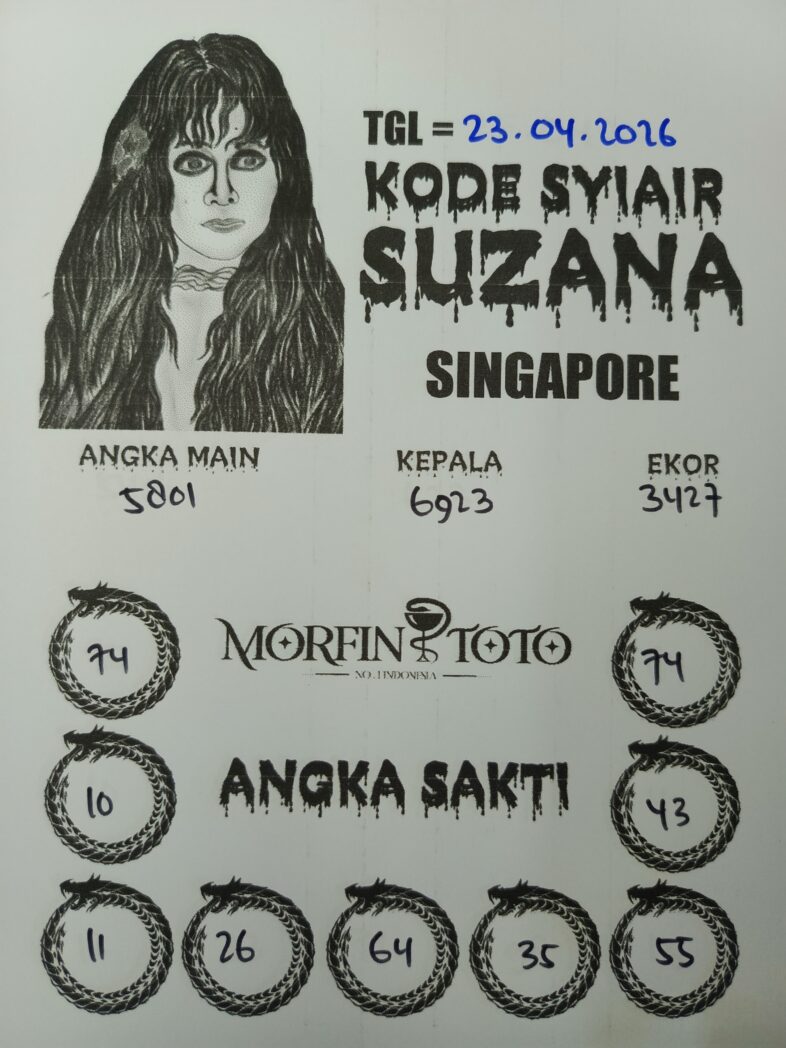 TGL = 23.04.2026
KODE SYIAIR
SUZANA
SINGAPORE
ANGKA MAIN KEPALA EKOR
5801 6923 3427
74 MORFIN TOTO 74
NO.1 INDONESIA
10 ANGKA SAKTI 43
11 26 64 35 55